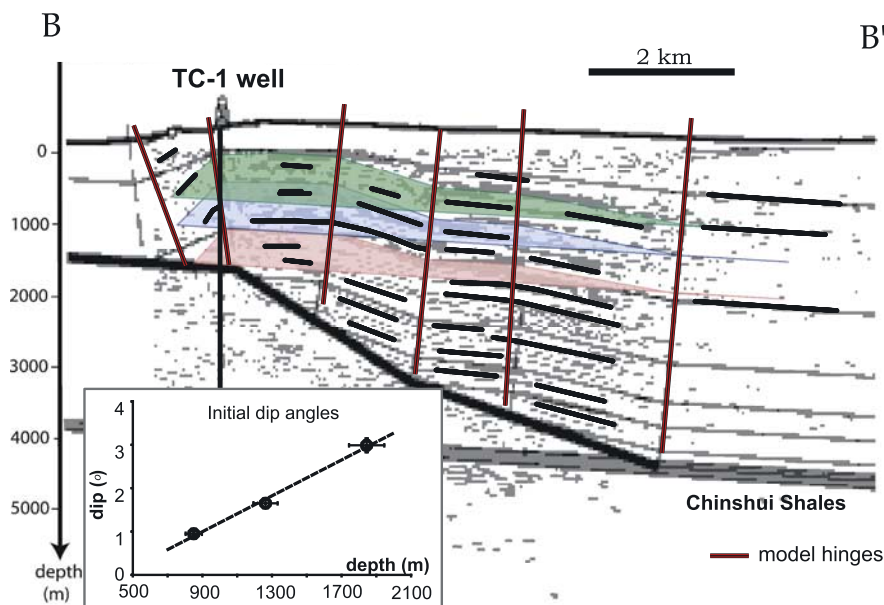 B
B'
2 km
TC-1 well
0
1000
2000
3000
4000
5000
depth
(m)
Initial dip angles
4
3
2
1
0
dip (°)
depth (m)
500 900 1300 1700 2100
Chinshui Shales
model hinges